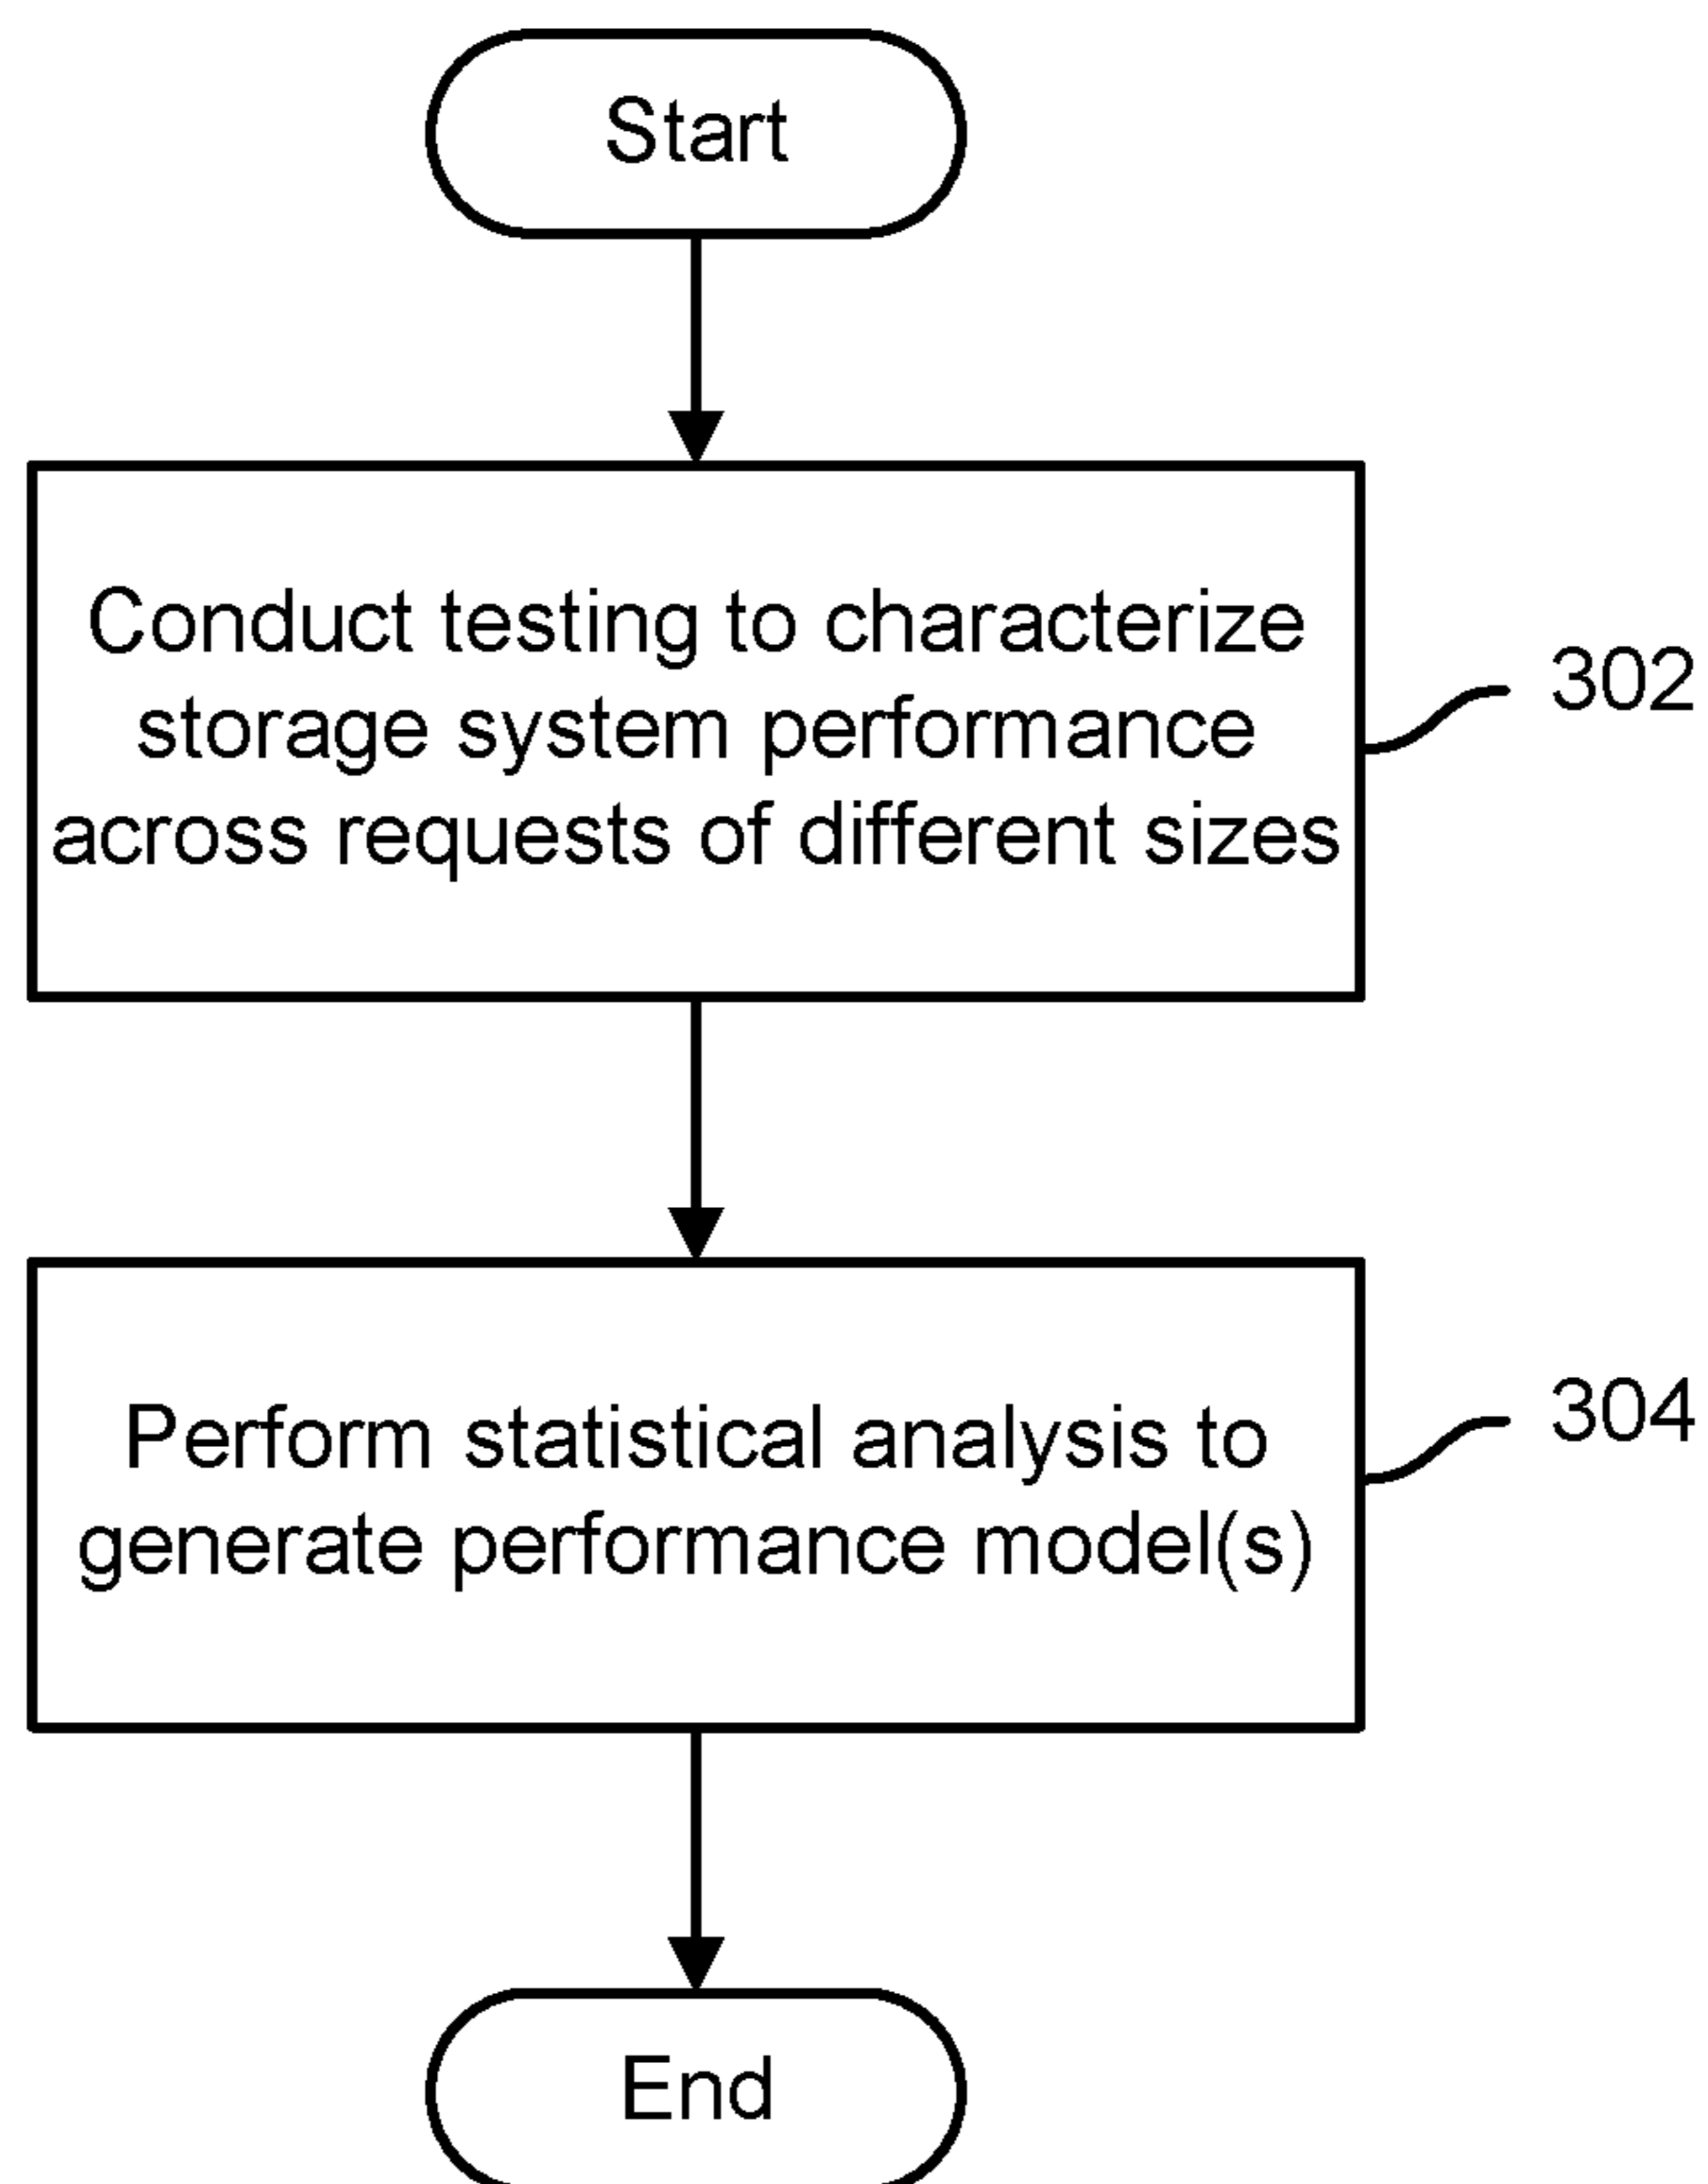 Start
Conduct testing to characterize
storage system performance
across requests of different sizes
302
Perform statistical analysis to
generate performance model(s)
304
End